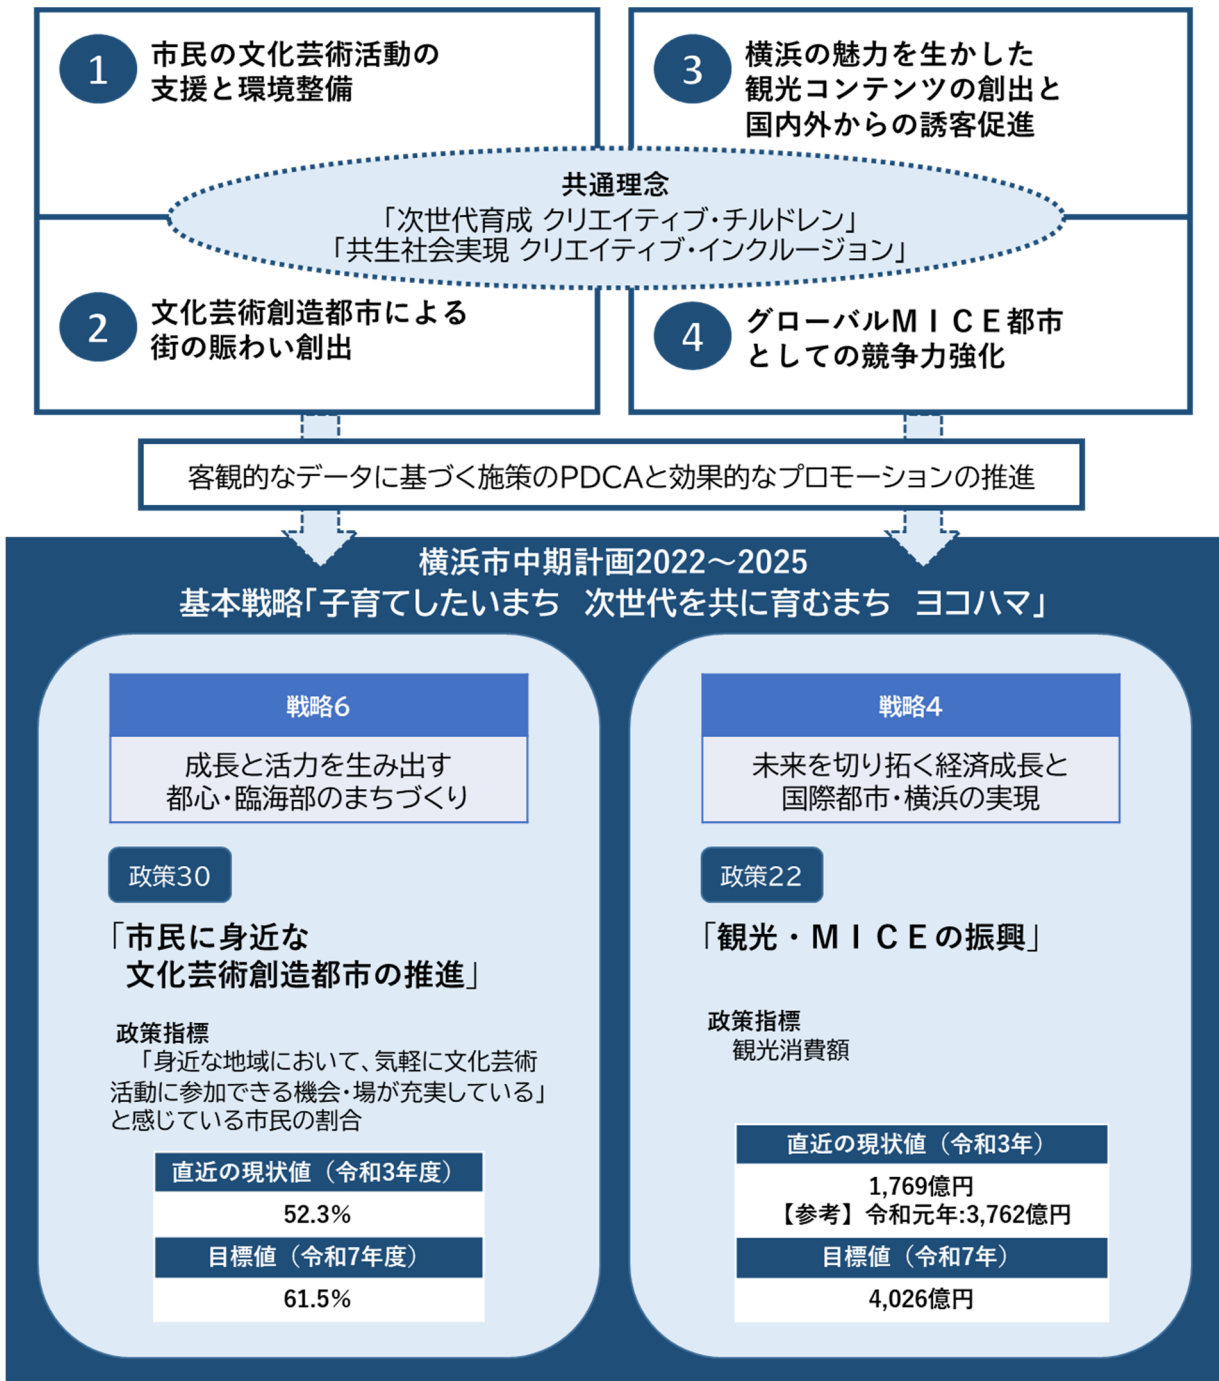 1
市民の文化芸術活動の
支援と環境整備
3
横浜の魅力を生かした
観光コンテンツの創出と
国内外からの誘客促進
共通理念
「次世代育成 クリエイティブ・チルドレン」
「共生社会実現 クリエイティブ・インクルージョン」
2
文化芸術創造都市による
街の賑わい創出
4
グローバルＭＩＣＥ都市
としての競争力強化
客観的なデータに基づく施策のPDCAと効果的なプロモーションの推進
横浜市中期計画2022～2025
基本戦略「子育てしたいまち　次世代を共に育むまち　ヨコハマ」
戦略6
成長と活力を生み出す
都心・臨海部のまちづくり
政策30
「市民に身近な
文化芸術創造都市の推進」
政策指標
「身近な地域において、気軽に文化芸術
活動に参加できる機会・場が充実している」
と感じている市民の割合
直近の現状値（令和3年度）
52.3%
目標値（令和7年度）
61.5%
戦略4
未来を切り拓く経済成長と
国際都市・横浜の実現
政策22
「観光・ＭＩＣＥの振興」
政策指標
観光消費額
直近の現状値（令和3年）
1,769億円
【参考】令和元年:3,762億円
目標値（令和7年）
4,026億円